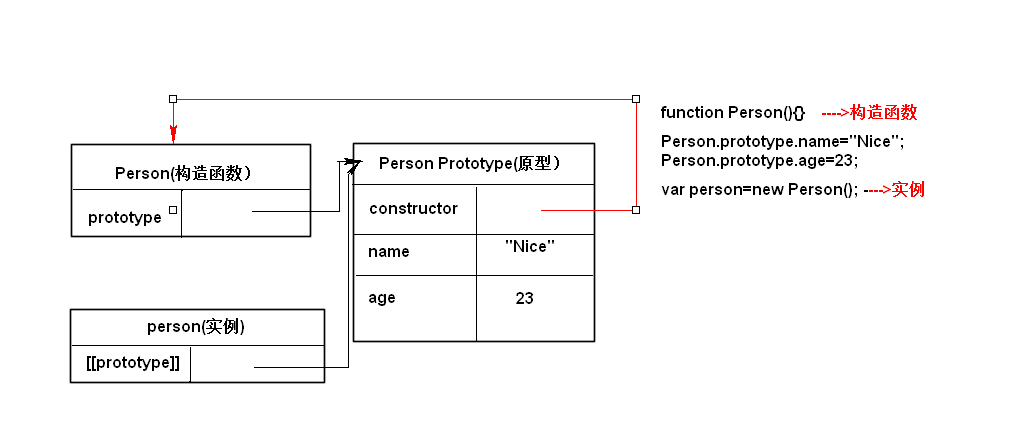 function Person(){} ---->构造函数
Person.prototype.name="Nice";
Person.prototype.age=23;
var person=new Person(); ---->实例
Person(构造函数）
prototype
Person Prototype(原型）
constructor
name "Nice"
age 23
person(实例)
[[prototype]]